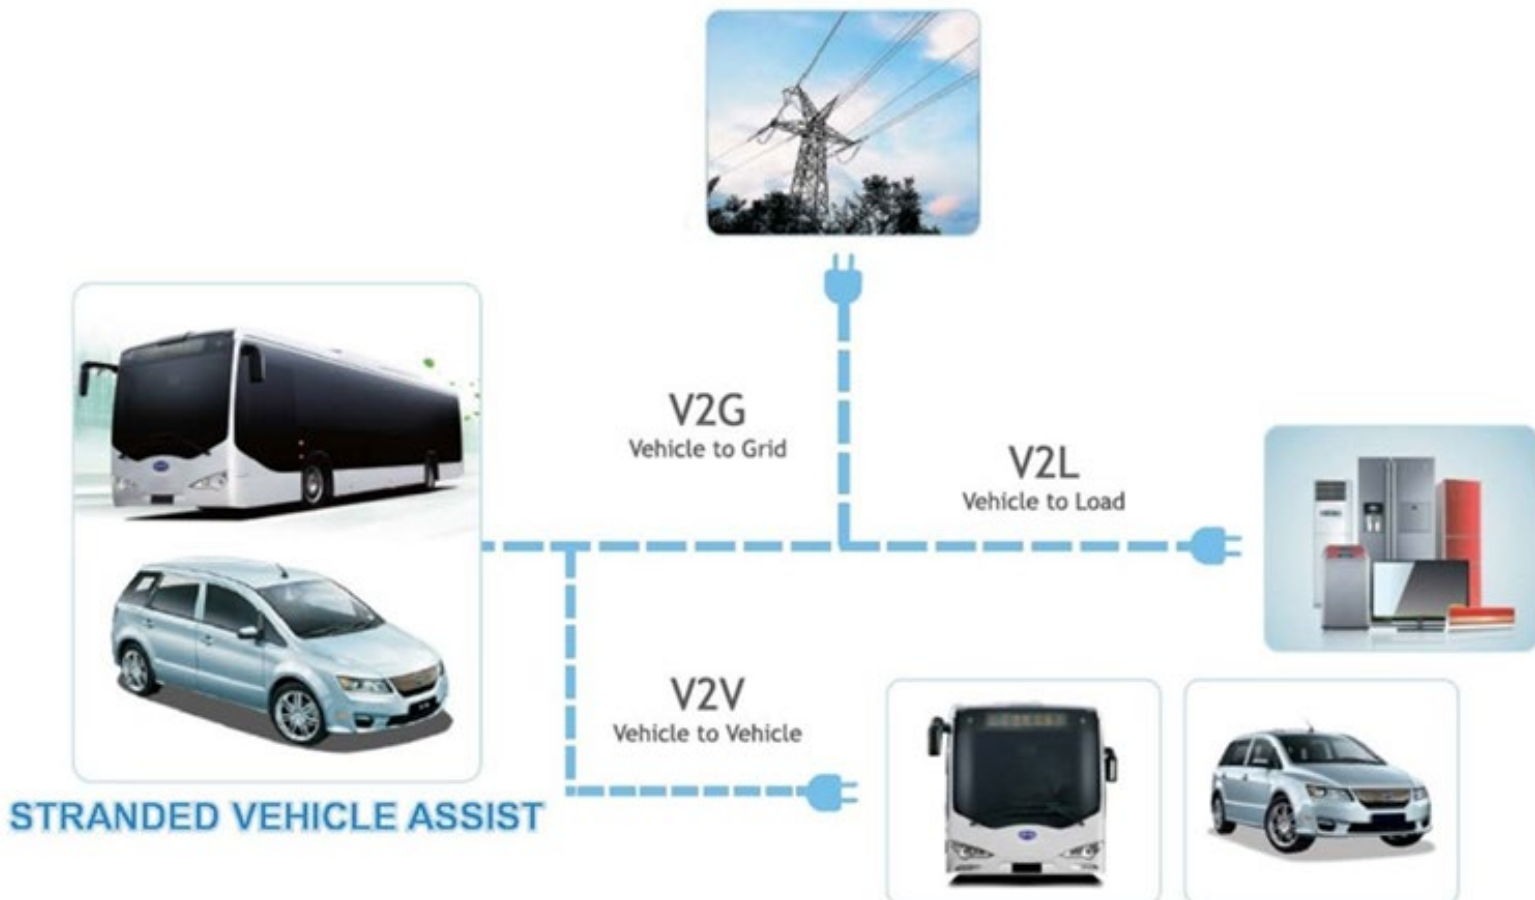 V2G
Vehicle to Grid
V2L
Vehicle to Load
V2V
Vehicle to Vehicle
STRANDED VEHICLE ASSIST